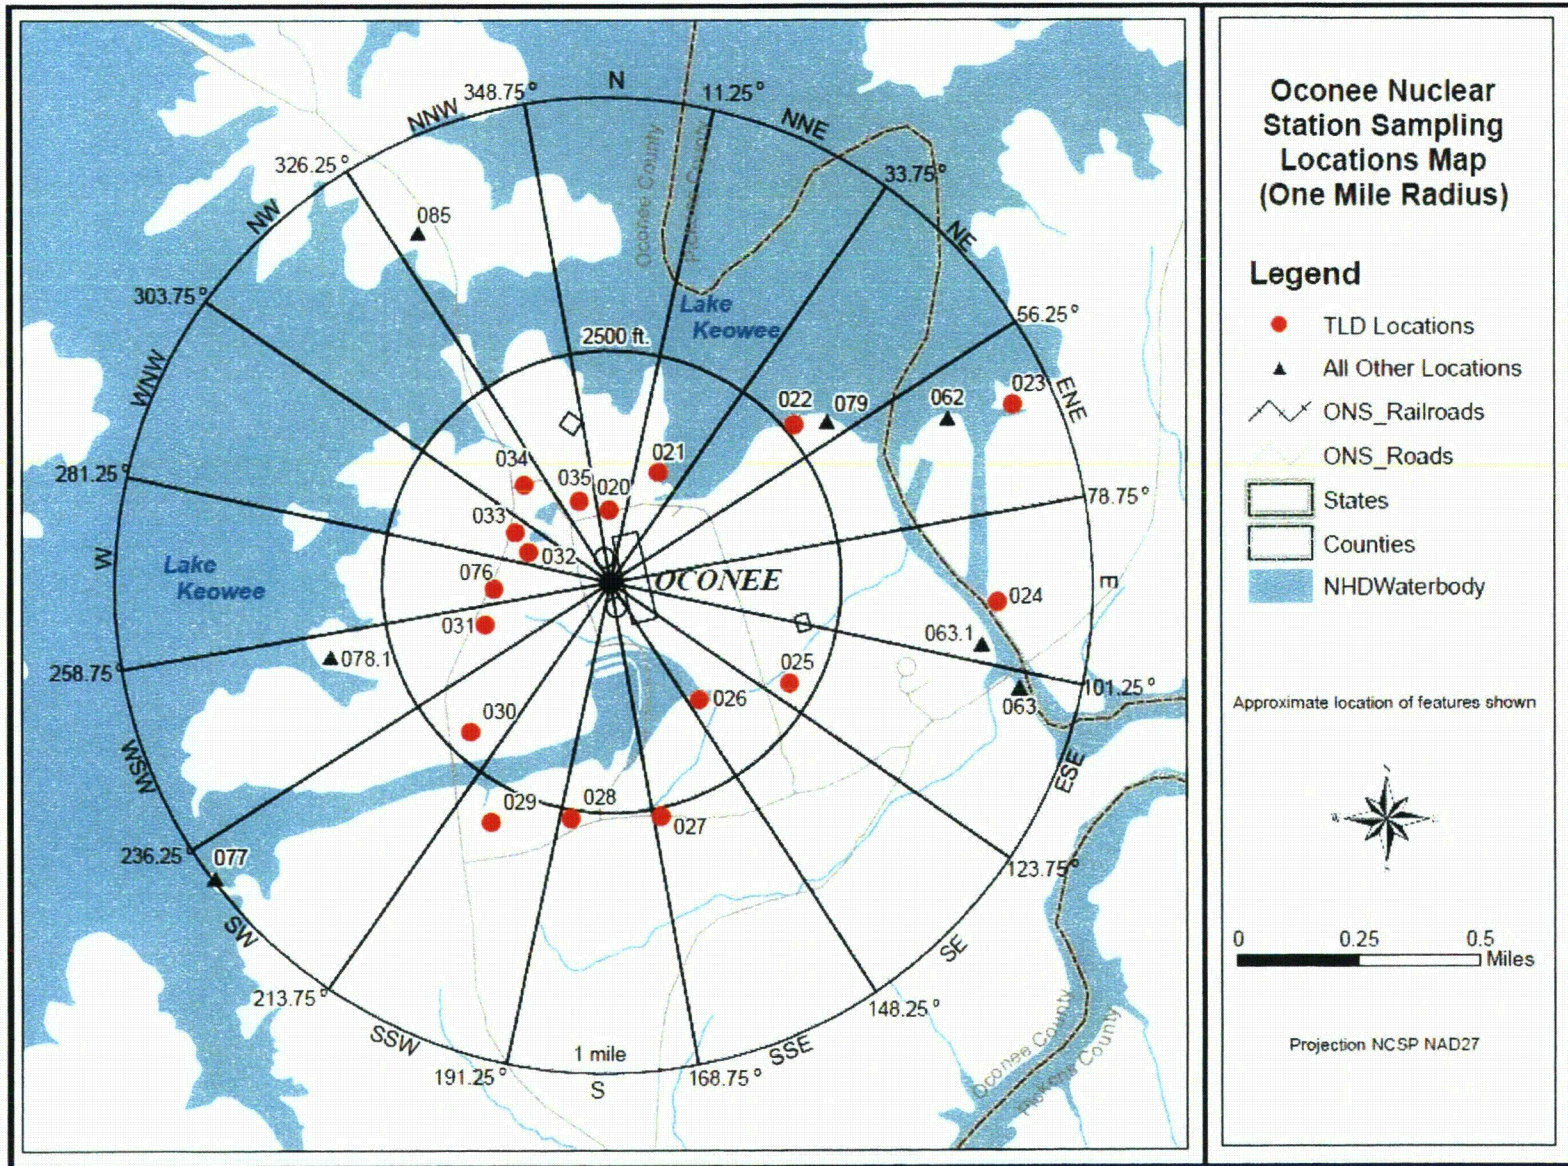 N
348.75°
11.25°
NNW
NNE
326.25°
33.75°
Oconee County
Pickens County
085
NW
NE
303.75°
Lake
Keowee
56.25°
2500 ft.
WNW
ENE
022
079
062
023
034
021
281.25°
035
020
78.75°
033
032
W
Lake
Keowee
076
OCONEE
E
024
031
063.1
258.75°
078.1
025
101.25°
026
063
030
WSW
ESE
029
028
027
236.25°
077
123.75°
SW
SE
213.75°
148.25°
SSW
1 mile
SSE
191.25°
S
168.75°
Oconee County
Pickens County
Oconee Nuclear
Station Sampling
Locations Map
(One Mile Radius)
Legend
TLD Locations
All Other Locations
ONS_Railroads
ONS_Roads
States
Counties
NHDWaterbody
Approximate location of features shown
0 0.25 0.5
Miles
Projection NCSP NAD27